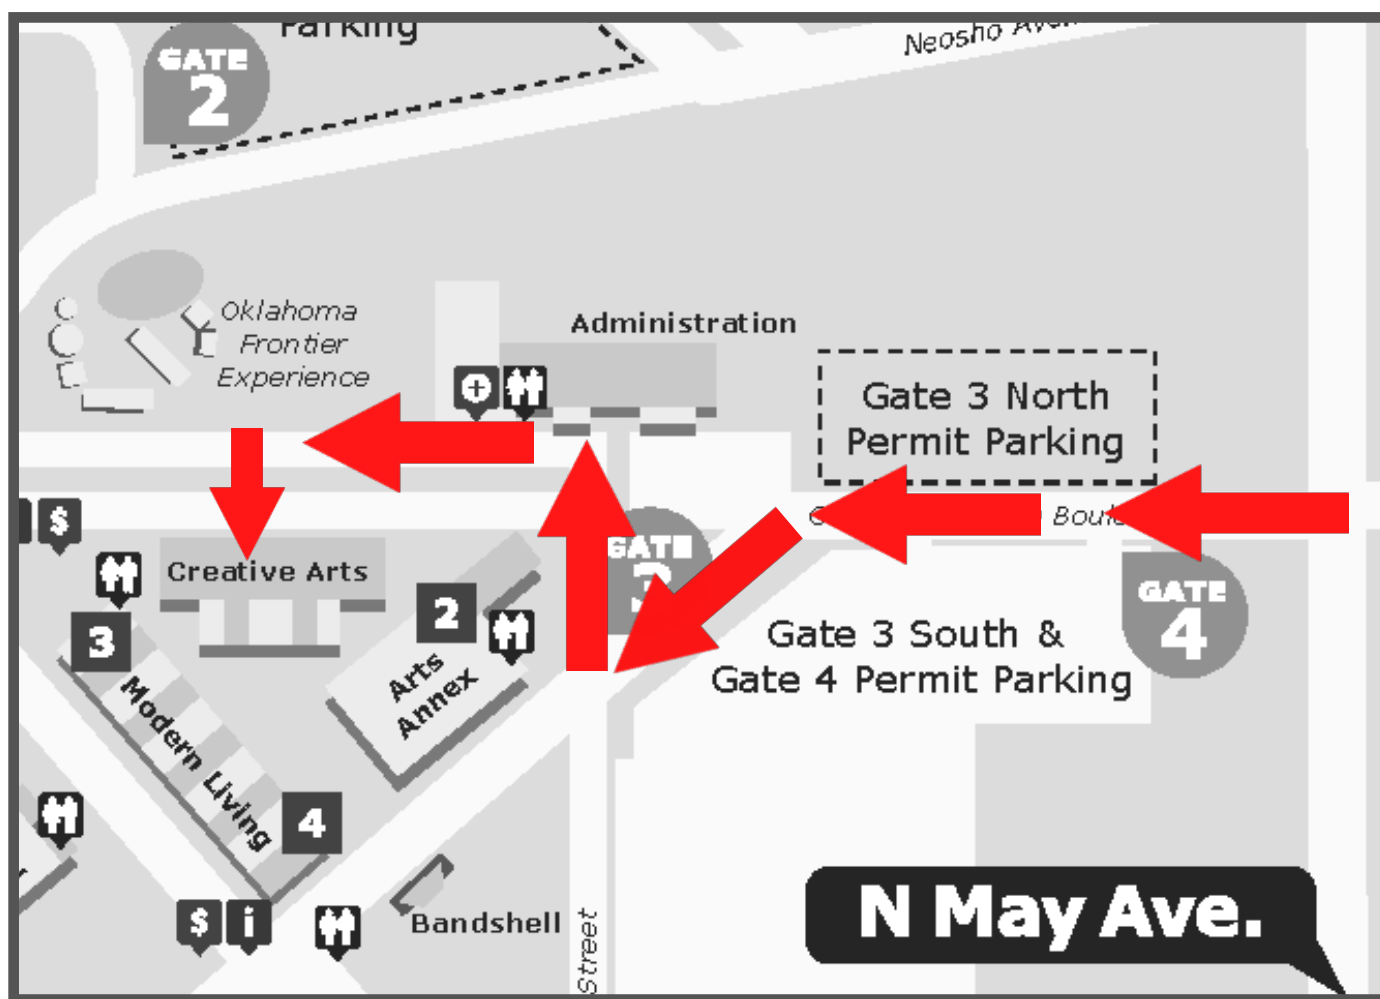 Parking
GATE
2
Neosho
Oklahoma
Frontier
Experience
Administration
Gate 3 North
Permit Parking
GATE
3
GATE
4
Creative Arts
Gate 3 South &
Gate 4 Permit Parking
$
2
3
Arts
Annex
Modern Living
4
$ i
Bandshell
Street
N May Ave.